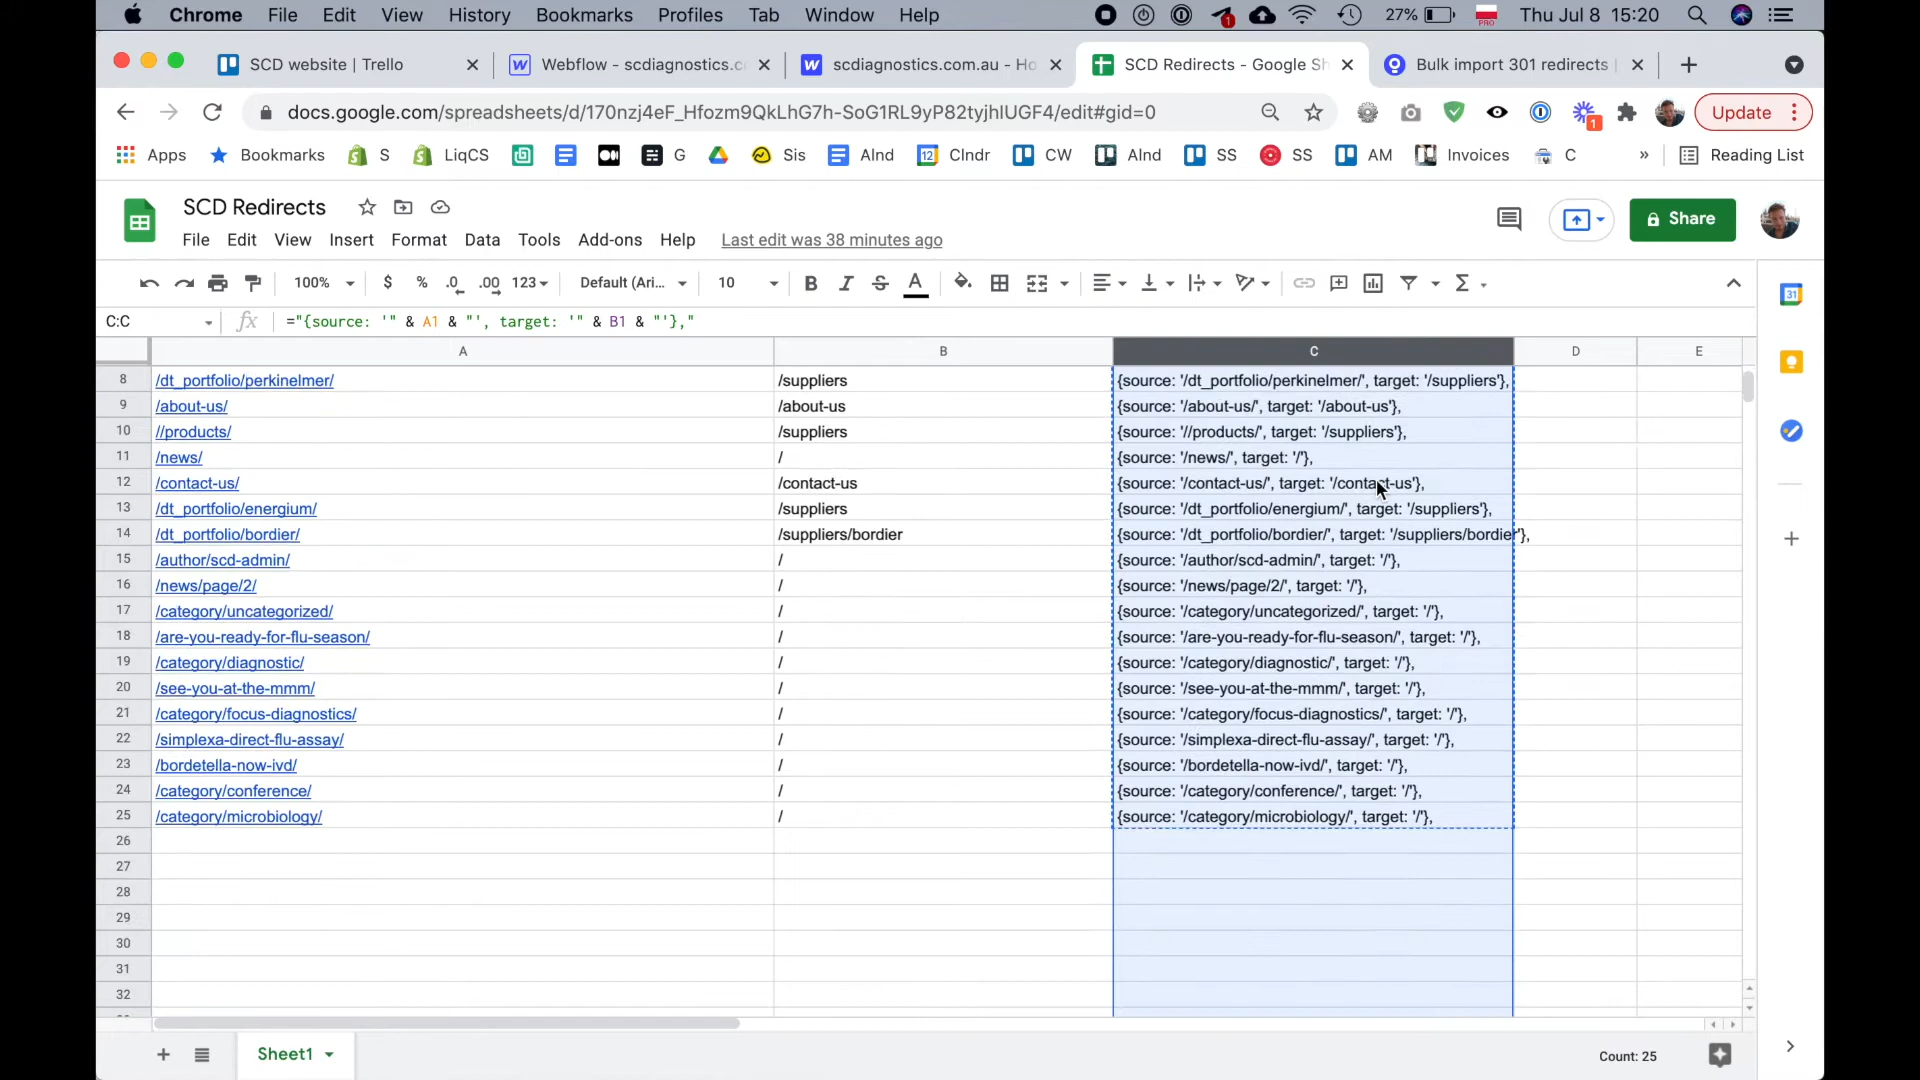 Chrome File Edit View History Bookmarks Profiles Tab Window Help 1 27% PRO Thu Jul 8 15:20
SCD website | Trello Webflow - scdiagnostics.c scdiagnostics.com.au - Ho SCD Redirects - Google Sh Bulk import 301 redirects |
docs.google.com/spreadsheets/d/170nzj4eF_Hfozm9QkLhG7h-SoG1RL9yP82tyjhlUGF4/edit#gid=0 1 Update
Apps Bookmarks S LiqCS G Sis Alnd 12 Clndr CW Alnd SS SS AM Invoices C » Reading List
SCD Redirects
File Edit View Insert Format Data Tools Add-ons Help Last edit was 38 minutes ago
Share
100% $ % .0 .00 123 Default (Ari... 10 B I S A Σ
31
C:C fx ="{source: '" & A1 & "', target: '" & B1 & "'},"
A B C D E
8 /dt_portfolio/perkinelmer/ /suppliers {source: '/dt_portfolio/perkinelmer/', target: '/suppliers'},
9 /about-us/ /about-us {source: '/about-us/', target: '/about-us'},
10 //products/ /suppliers {source: '//products/', target: '/suppliers'},
11 /news/ / {source: '/news/', target: '/'},
12 /contact-us/ /contact-us {source: '/contact-us/', target: '/contact-us'},
13 /dt_portfolio/energium/ /suppliers {source: '/dt_portfolio/energium/', target: '/suppliers'},
14 /dt_portfolio/bordier/ /suppliers/bordier {source: '/dt_portfolio/bordier/', target: '/suppliers/bordier'},
15 /author/scd-admin/ / {source: '/author/scd-admin/', target: '/'},
16 /news/page/2/ / {source: '/news/page/2/', target: '/'},
17 /category/uncategorized/ / {source: '/category/uncategorized/', target: '/'},
18 /are-you-ready-for-flu-season/ / {source: '/are-you-ready-for-flu-season/', target: '/'},
19 /category/diagnostic/ / {source: '/category/diagnostic/', target: '/'},
20 /see-you-at-the-mmm/ / {source: '/see-you-at-the-mmm/', target: '/'},
21 /category/focus-diagnostics/ / {source: '/category/focus-diagnostics/', target: '/'},
22 /simplexa-direct-flu-assay/ / {source: '/simplexa-direct-flu-assay/', target: '/'},
23 /bordetella-now-ivd/ / {source: '/bordetella-now-ivd/', target: '/'},
24 /category/conference/ / {source: '/category/conference/', target: '/'},
25 /category/microbiology/ / {source: '/category/microbiology/', target: '/'},
26
27
28
29
30
31
32
Sheet1 Count: 25